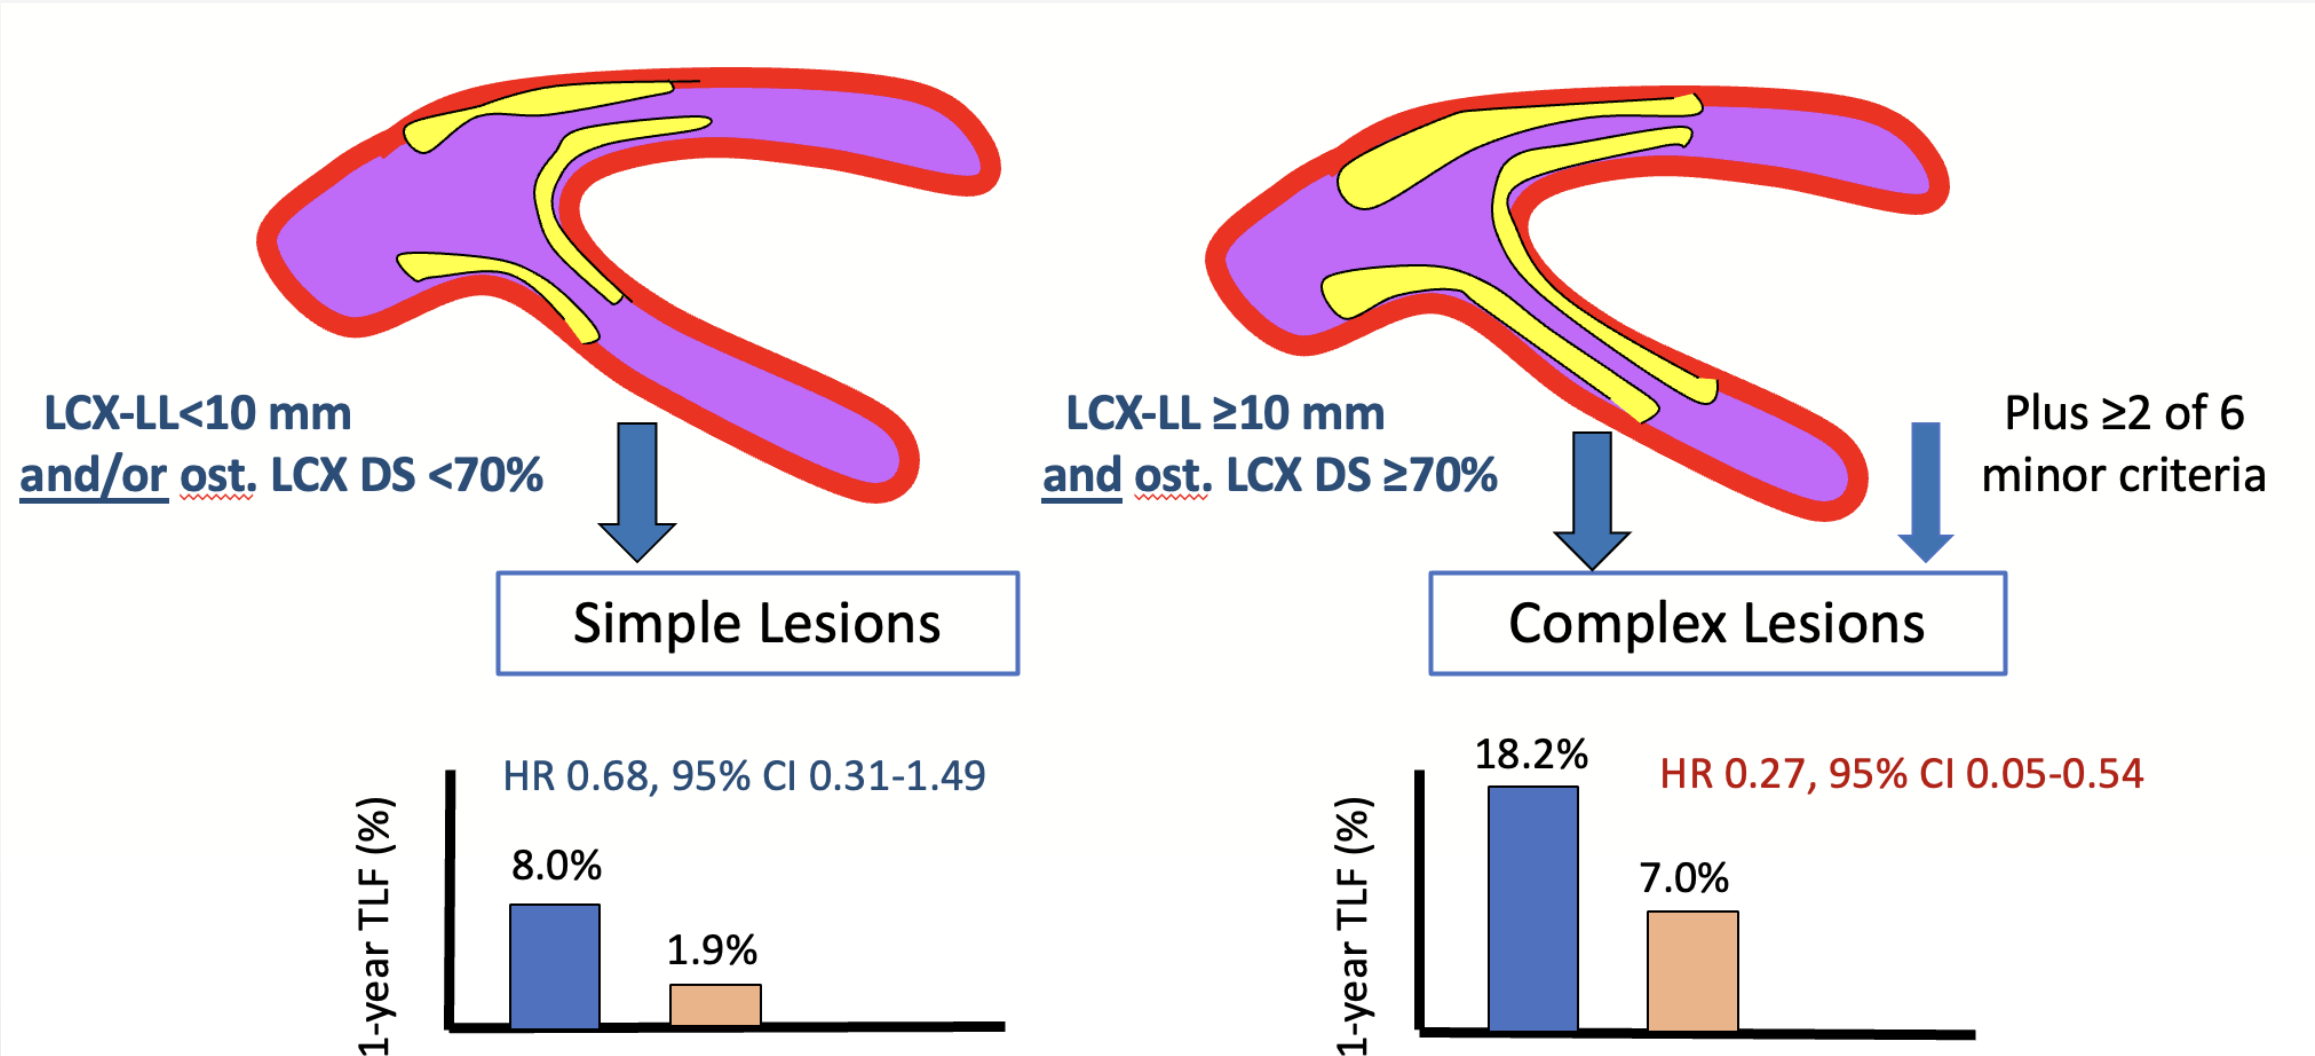 LCX-LL<10 mm
and/or ost. LCX DS <70%
LCX-LL ≥10 mm
and ost. LCX DS ≥70%
Plus ≥2 of 6
minor criteria
Simple Lesions
Complex Lesions
HR 0.68, 95% CI 0.31-1.49
1-year TLF (%)
8.0%
1.9%
HR 0.27, 95% CI 0.05-0.54
1-year TLF (%)
18.2%
7.0%